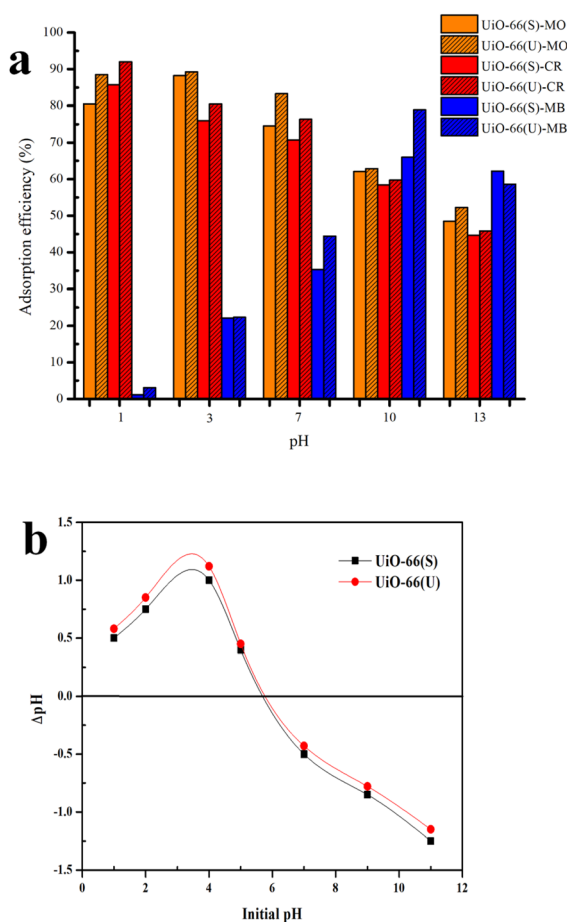 a
UiO-66(S)-MO
UiO-66(U)-MO
UiO-66(S)-CR
UiO-66(U)-CR
UiO-66(S)-MB
UiO-66(U)-MB
100
90
80
70
60
50
40
30
20
10
0
Adsorption efficiency (%)
1 3 7 10 13
pH
b
UiO-66(S)
UiO-66(U)
1.5
1.0
0.5
0.0
-0.5
-1.0
-1.5
ΔpH
0 2 4 6 8 10 12
Initial pH